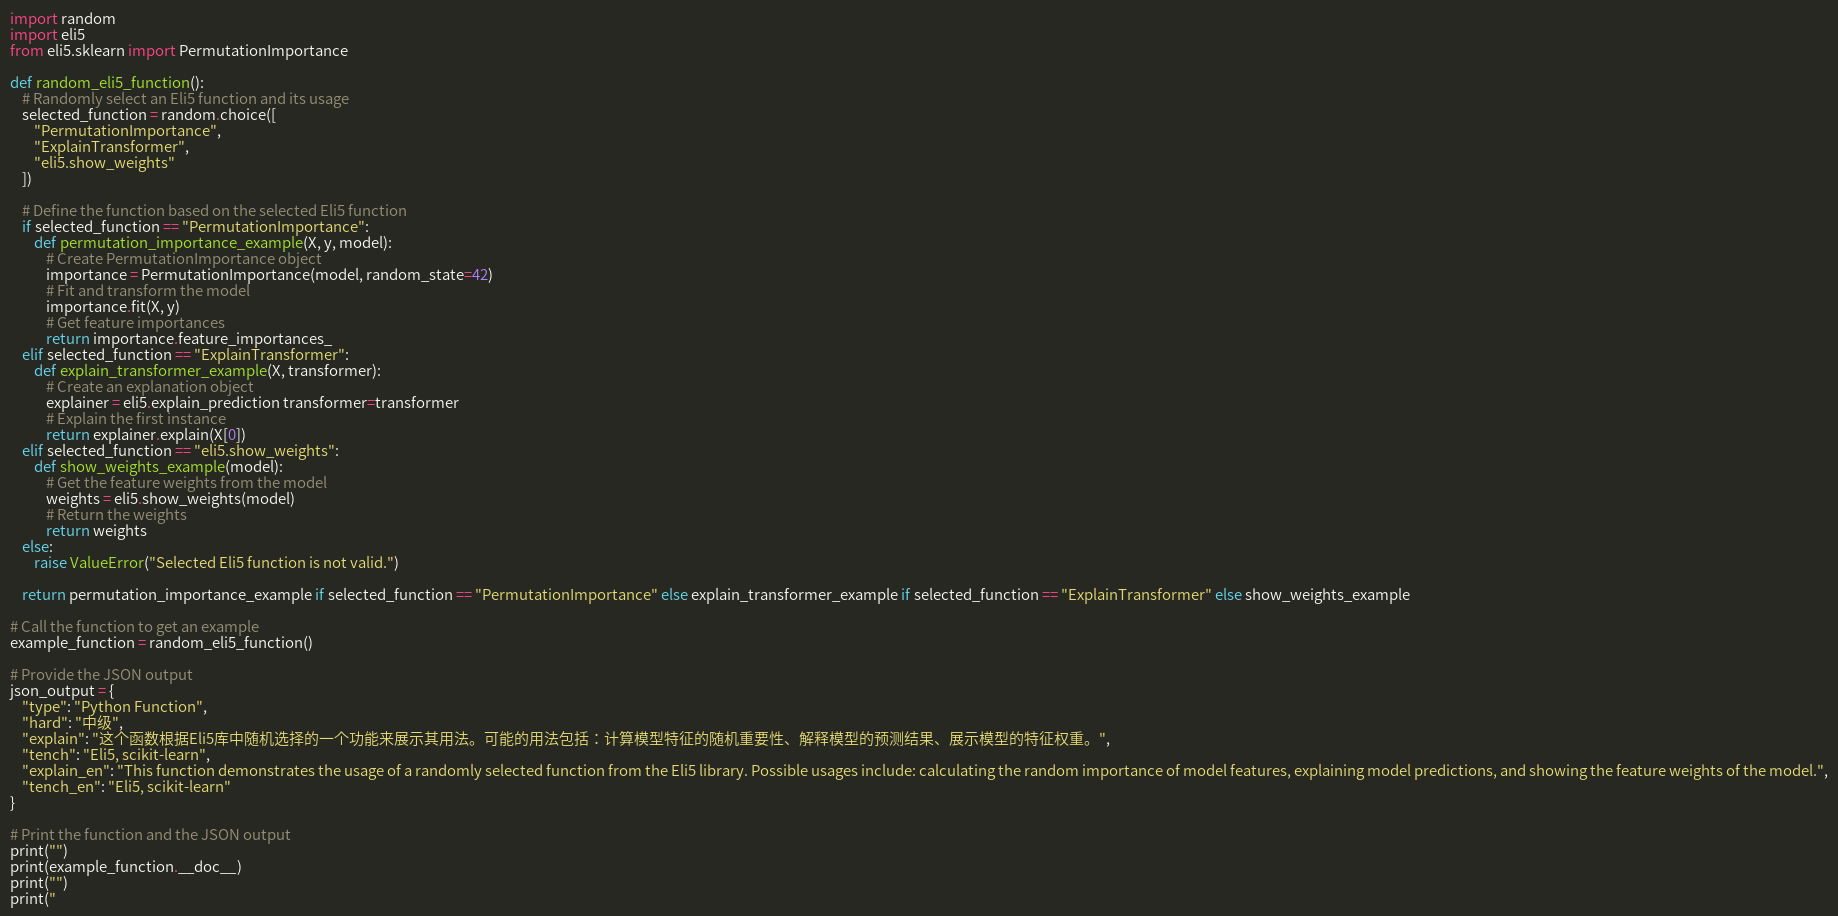 import random
import eli5
from eli5.sklearn import PermutationImportance

def random_eli5_function():
    # Randomly select an Eli5 function and its usage
    selected_function = random.choice([
        "PermutationImportance",
        "ExplainTransformer",
        "eli5.show_weights"
    ])

    # Define the function based on the selected Eli5 function
    if selected_function == "PermutationImportance":
        def permutation_importance_example(X, y, model):
            # Create PermutationImportance object
            importance = PermutationImportance(model, random_state=42)
            # Fit and transform the model
            importance.fit(X, y)
            # Get feature importances
            return importance.feature_importances_
    elif selected_function == "ExplainTransformer":
        def explain_transformer_example(X, transformer):
            # Create an explanation object
            explainer = eli5.explain_prediction transformer=transformer
            # Explain the first instance
            return explainer.explain(X[0])
    elif selected_function == "eli5.show_weights":
        def show_weights_example(model):
            # Get the feature weights from the model
            weights = eli5.show_weights(model)
            # Return the weights
            return weights
    else:
        raise ValueError("Selected Eli5 function is not valid.")

    return permutation_importance_example if selected_function == "PermutationImportance" else explain_transformer_example if selected_function == "ExplainTransformer" else show_weights_example

# Call the function to get an example
example_function = random_eli5_function()

# Provide the JSON output
json_output = {
    "type": "Python Function",
    "hard": "中级",
    "explain": "这个函数根据Eli5库中随机选择的一个功能来展示其用法。可能的用法包括：计算模型特征的随机重要性、解释模型的预测结果、展示模型的特征权重。",
    "tench": "Eli5, scikit-learn",
    "explain_en": "This function demonstrates the usage of a randomly selected function from the Eli5 library. Possible usages include: calculating the random importance of model features, explaining model predictions, and showing the feature weights of the model.",
    "tench_en": "Eli5, scikit-learn"
}

# Print the function and the JSON output
print("")
print(example_function.__doc__)
print("")
print("